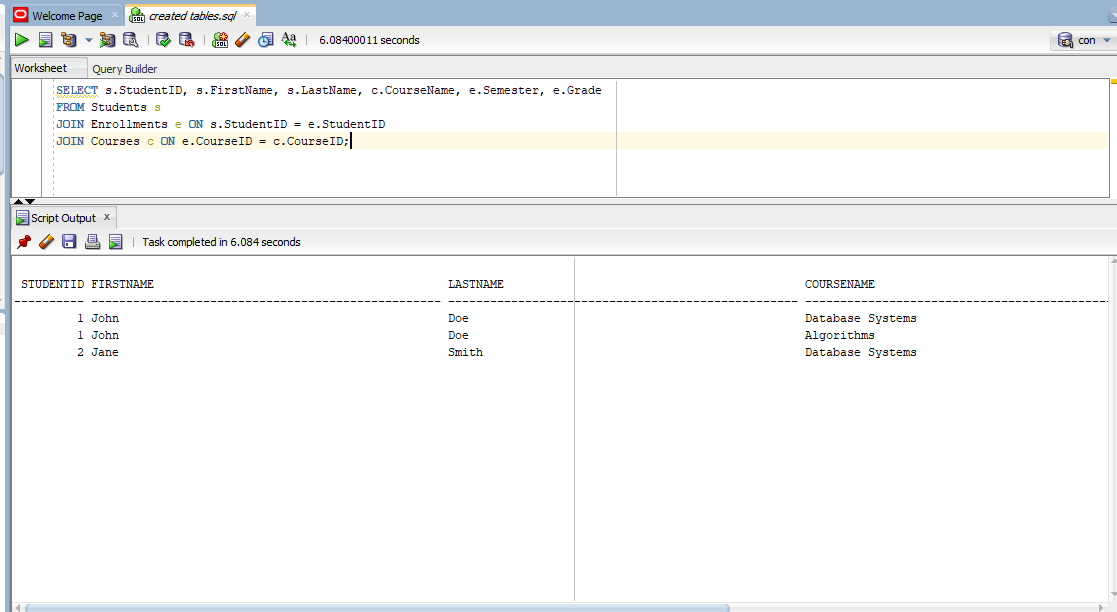 Welcome Page × created tables.sql ×
6.08400011 seconds con
Worksheet Query Builder
SELECT s.StudentID, s.FirstName, s.LastName, c.CourseName, e.Semester, e.Grade
FROM Students s
JOIN Enrollments e ON s.StudentID = e.StudentID
JOIN Courses c ON e.CourseID = c.CourseID;
Script Output x
Task completed in 6.084 seconds
STUDENTID FIRSTNAME LASTNAME COURSENAME
1 John Doe Database Systems
1 John Doe Algorithms
2 Jane Smith Database Systems